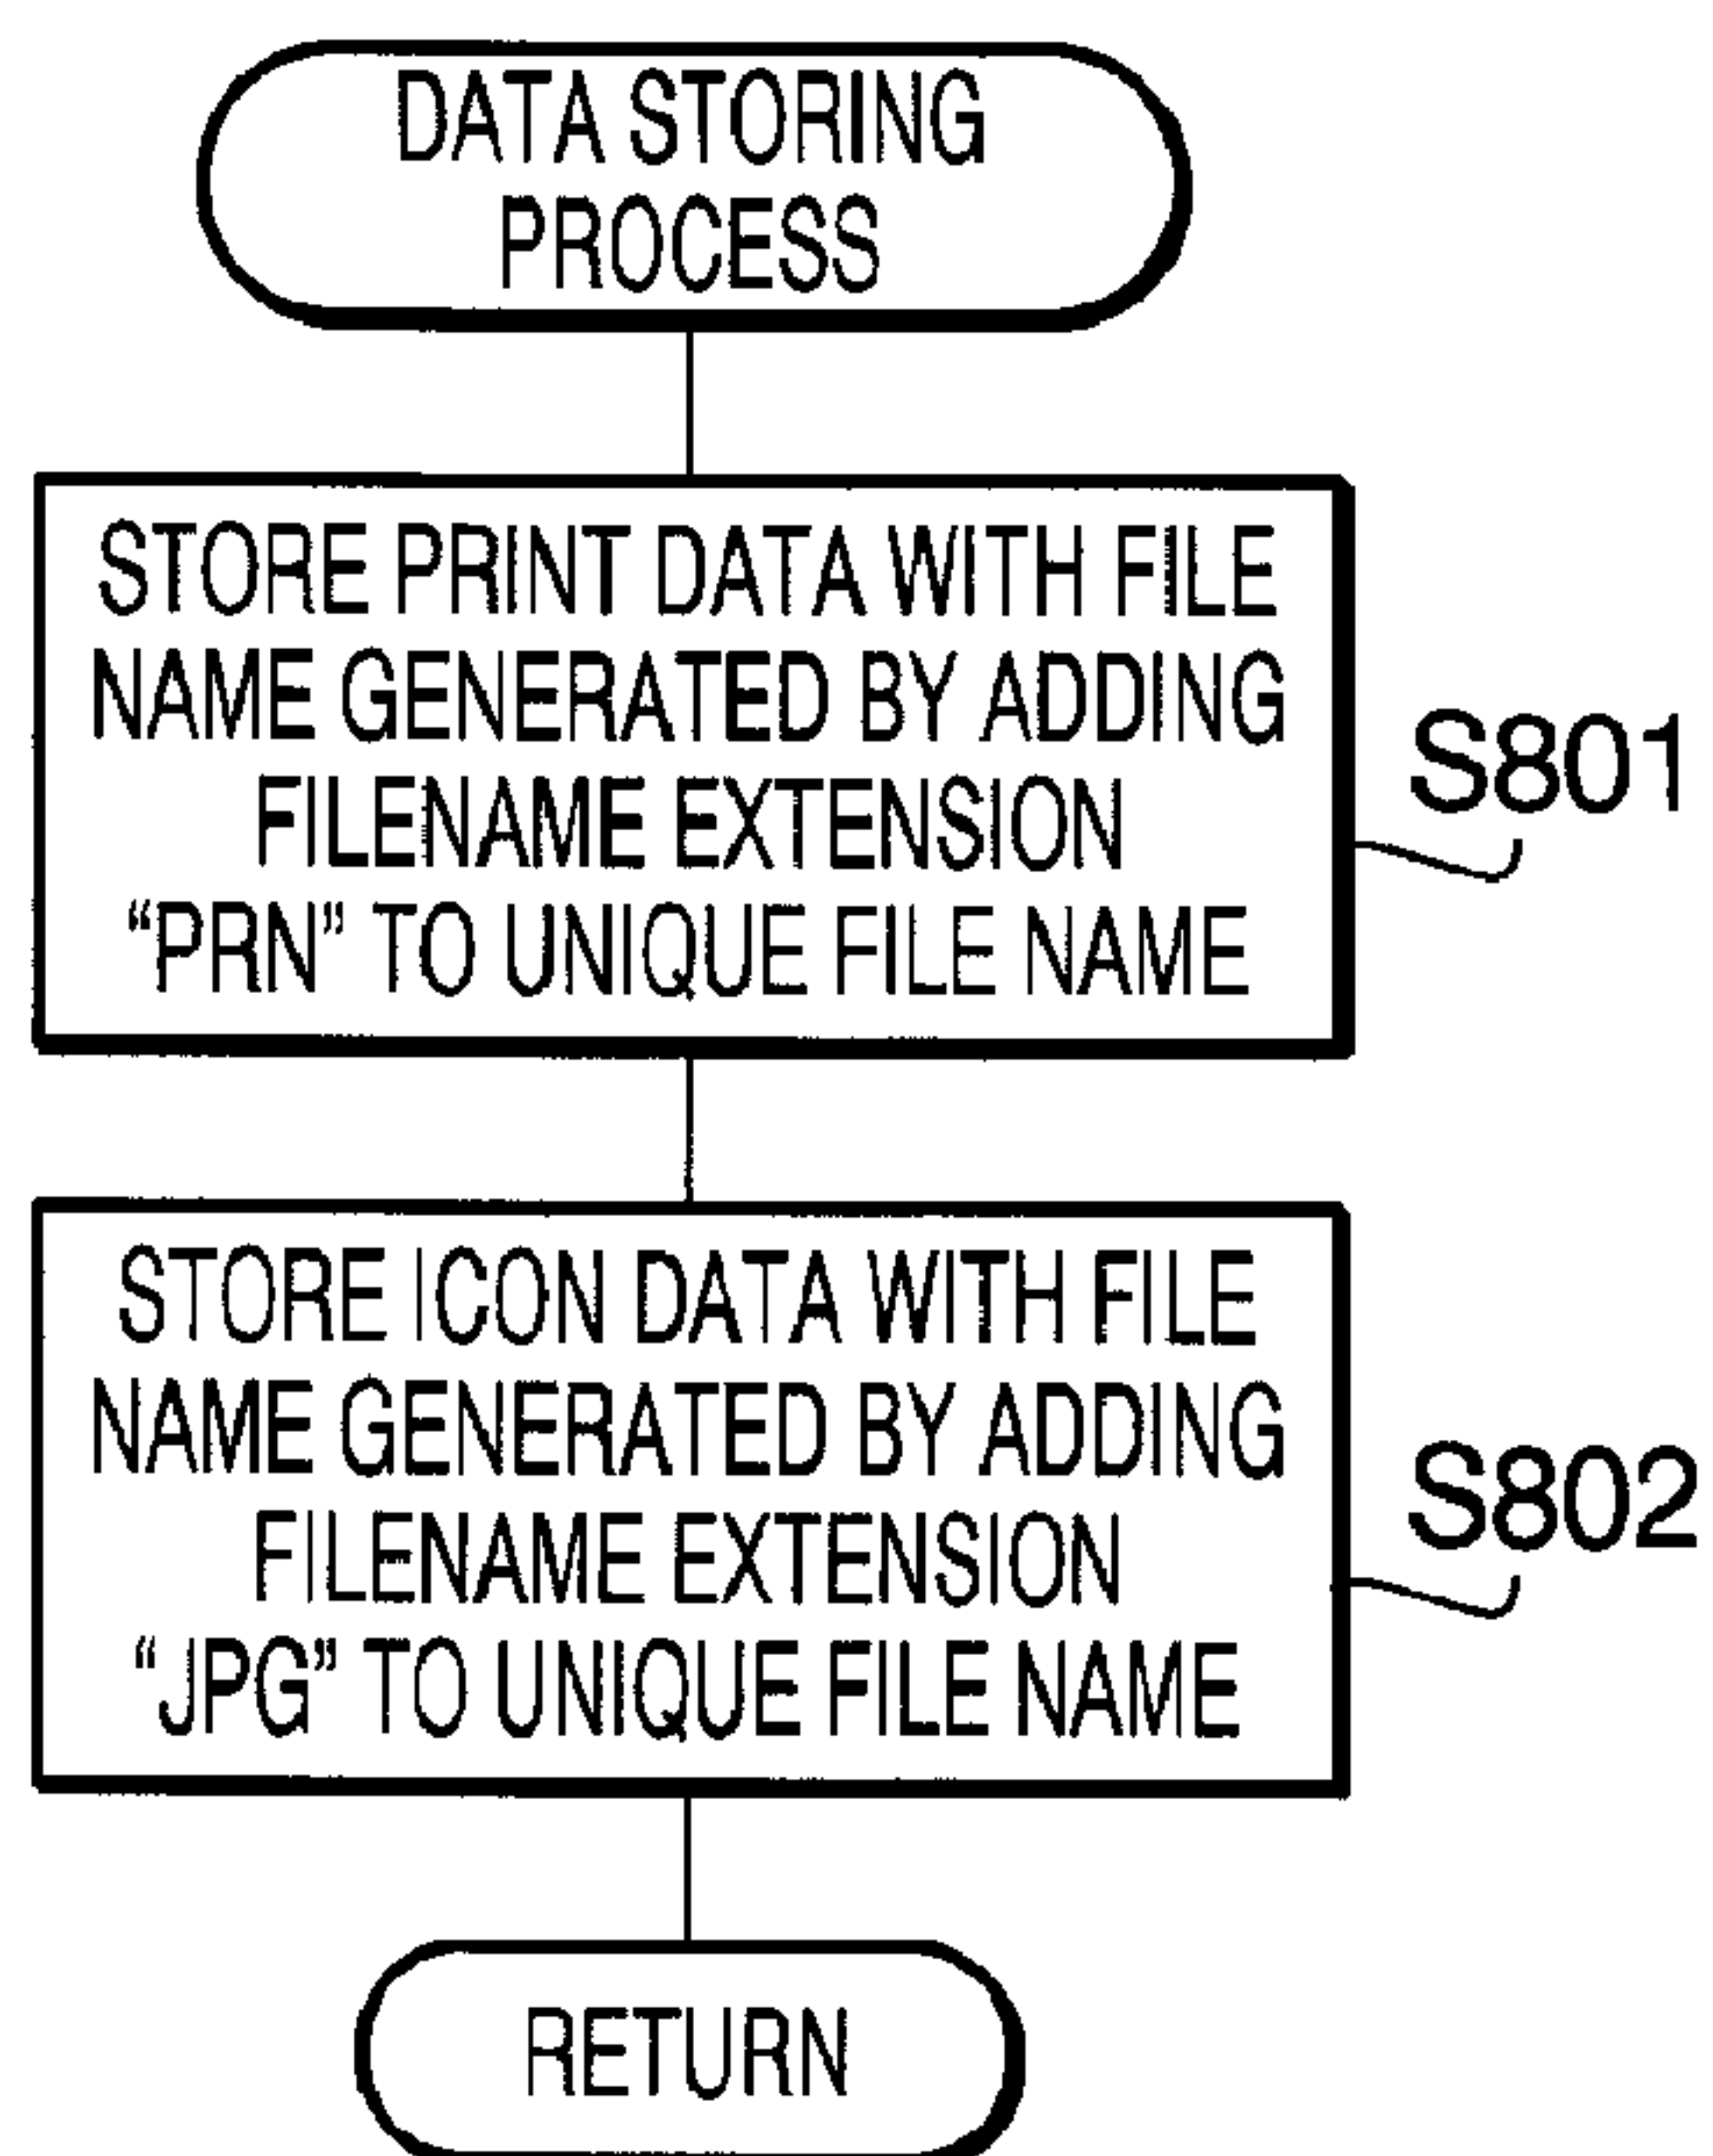 DATA STORING
PROCESS
STORE PRINT DATA WITH FILE
NAME GENERATED BY ADDING
FILENAME EXTENSION
“PRN” TO UNIQUE FILE NAME
S801
STORE ICON DATA WITH FILE
NAME GENERATED BY ADDING
FILENAME EXTENSION
“JPG” TO UNIQUE FILE NAME
S802
RETURN